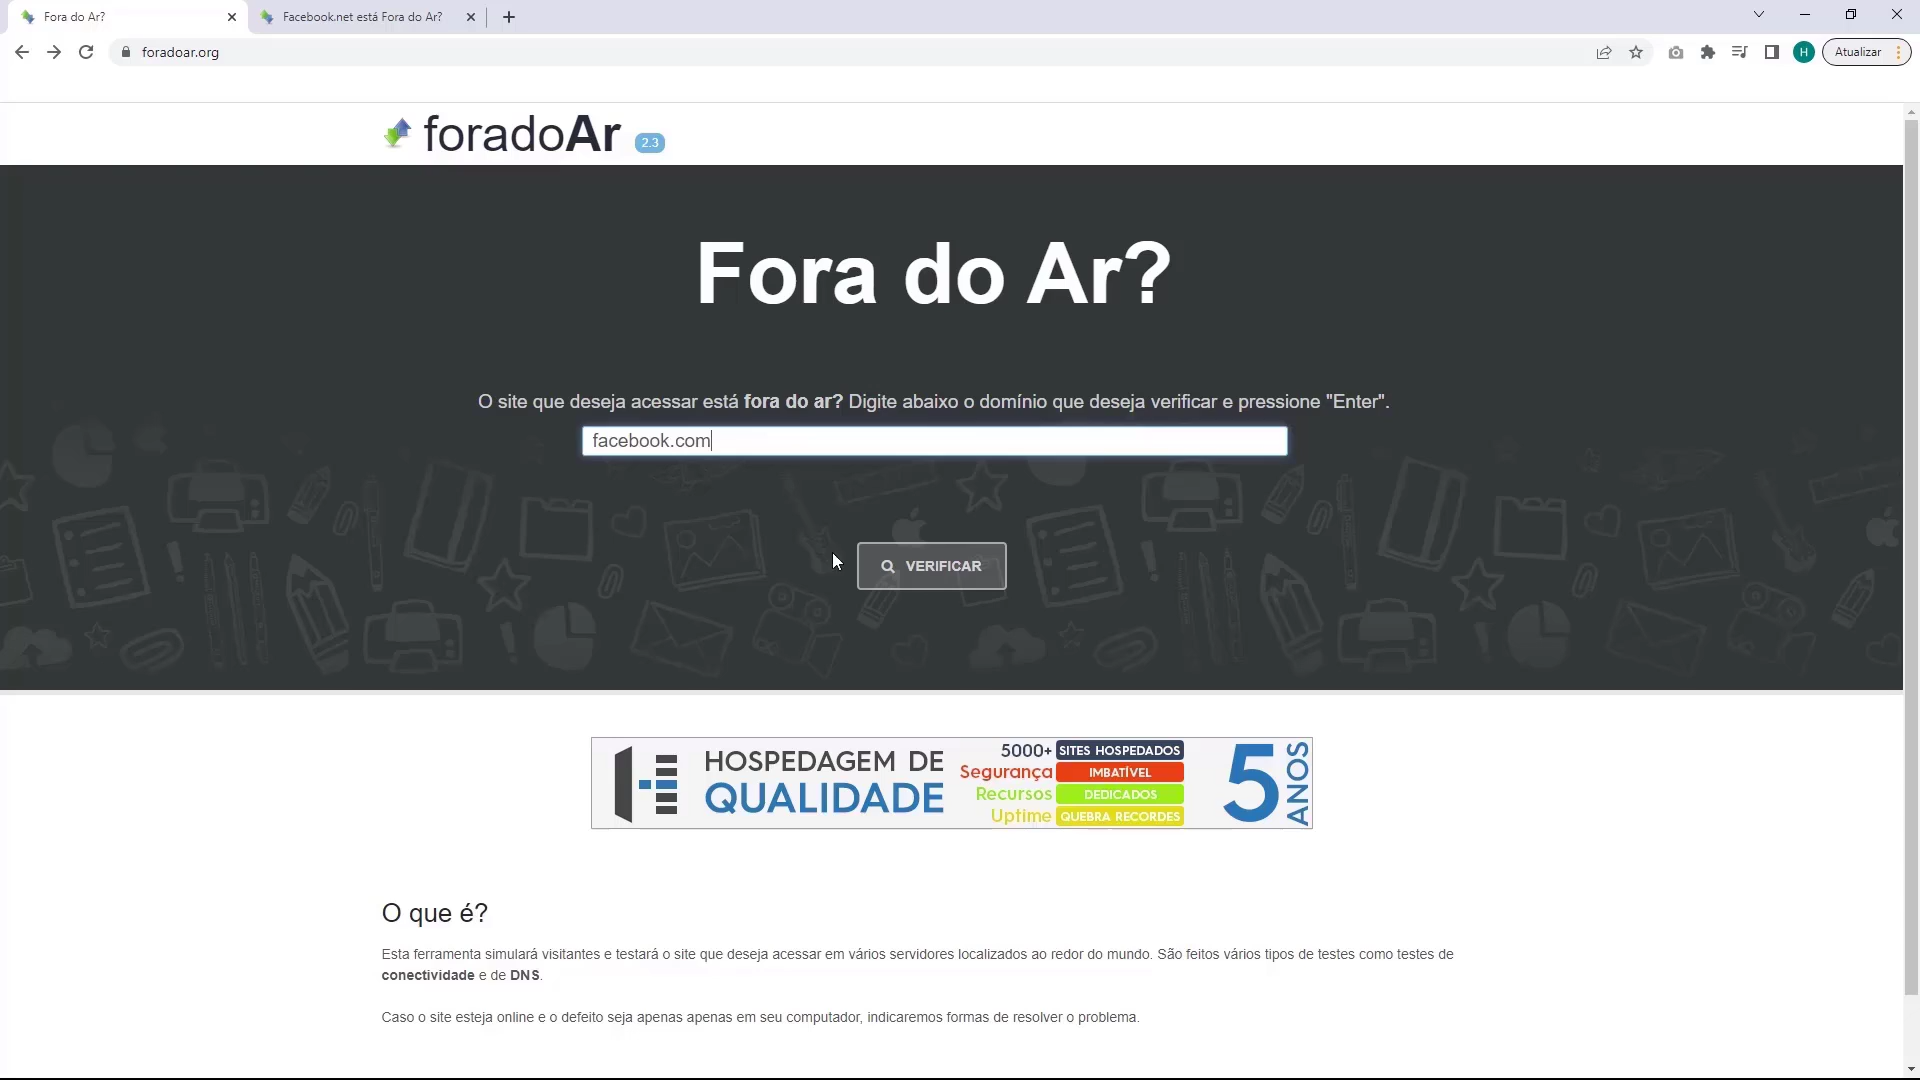 Fora do Ar?
Facebook.net está Fora do Ar?
foradoar.org
H
Atualizar
foradoAr 2.3
Fora do Ar?
O site que deseja acessar está fora do ar? Digite abaixo o domínio que deseja verificar e pressione "Enter".
facebook.com
VERIFICAR
HOSPEDAGEM DE
QUALIDADE
5000+ SITES HOSPEDADOS
Segurança IMBATÍVEL
Recursos DEDICADOS
Uptime QUEBRA RECORDES
5 ANOS
O que é?
Esta ferramenta simulará visitantes e testará o site que deseja acessar em vários servidores localizados ao redor do mundo. São feitos vários tipos de testes como testes de
conectividade e de DNS.
Caso o site esteja online e o defeito seja apenas apenas em seu computador, indicaremos formas de resolver o problema.